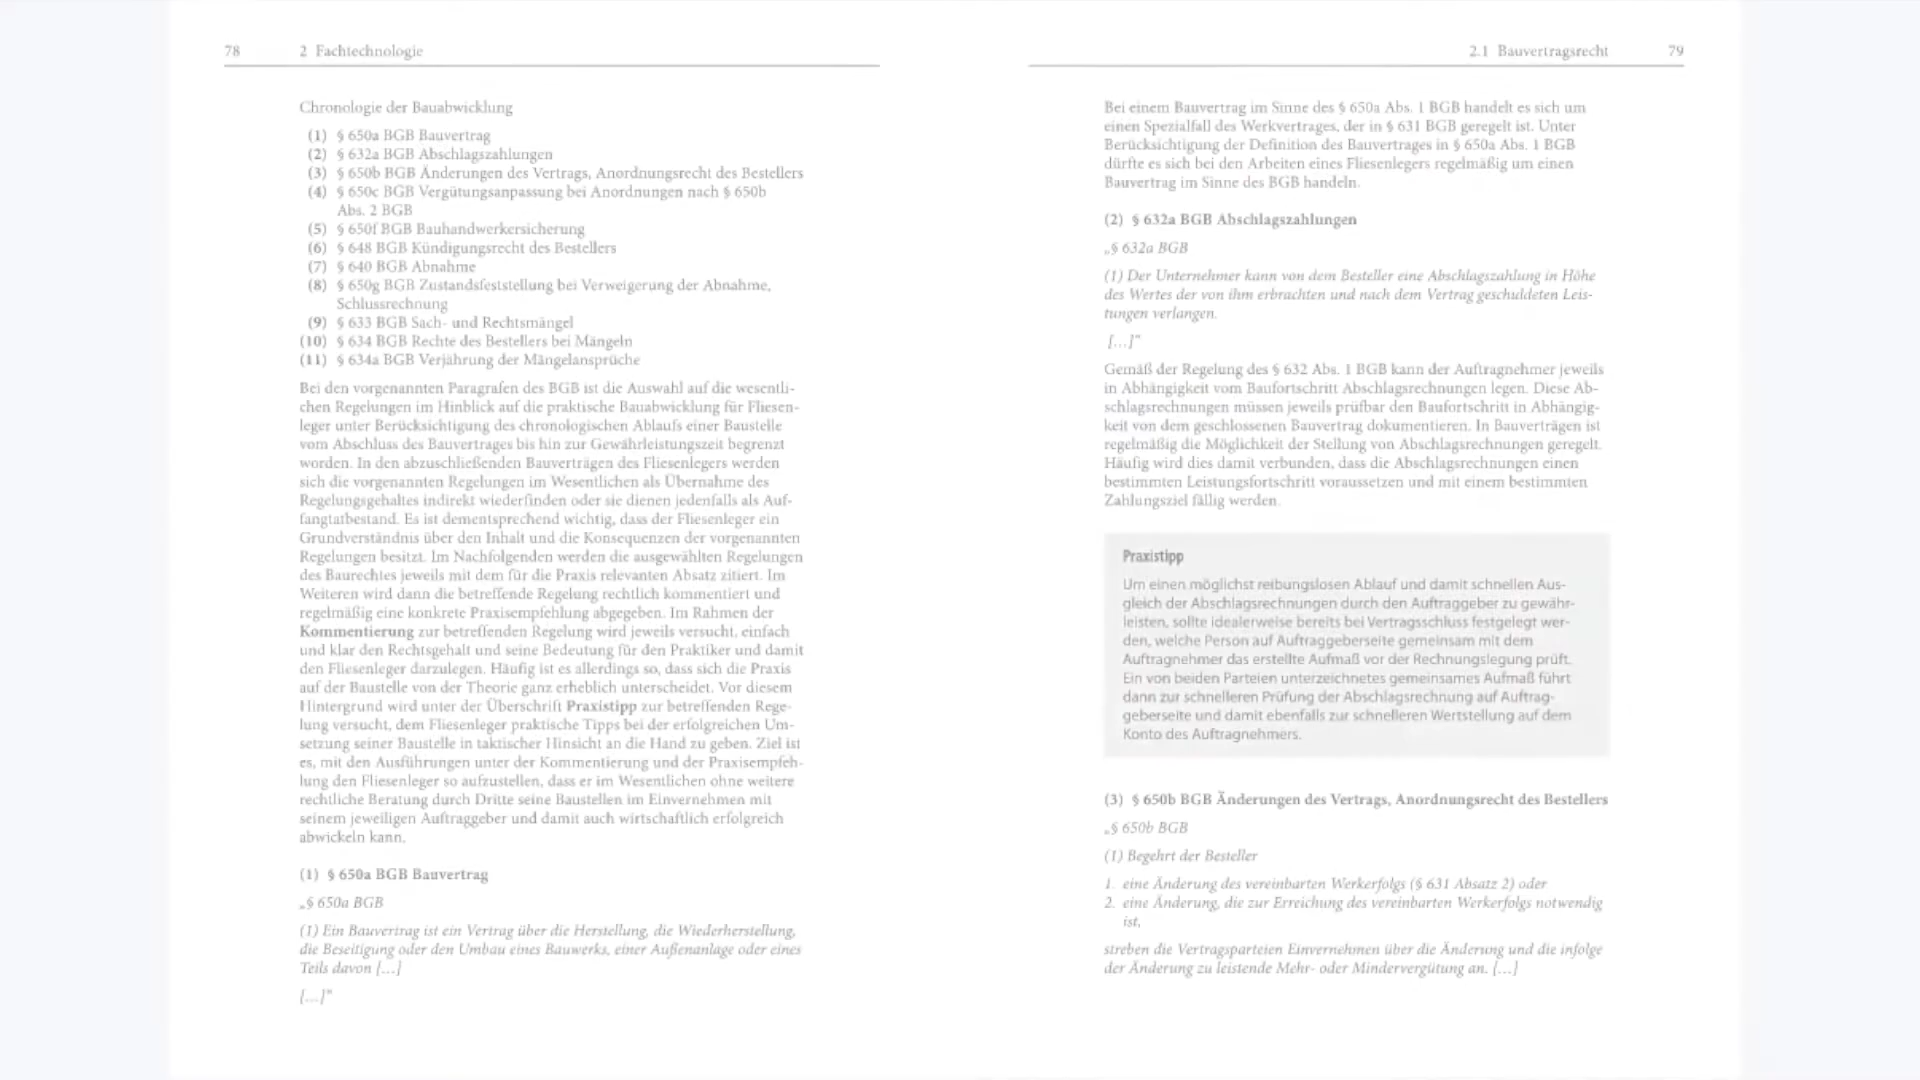 78 2 Fachtechnologie
Chronologie der Bauabwicklung
(1) § 650a BGB Bauvertrag
(2) § 632a BGB Abschlagszahlungen
(3) § 650b BGB Änderungen des Vertrags, Anordnungsrecht des Bestellers
(4) § 650c BGB Vergütungsanpassung bei Anordnungen nach § 650b
Abs. 2 BGB
(5) § 650f BGB Bauhandwerkersicherung
(6) § 648 BGB Kündigungsrecht des Bestellers
(7) § 640 BGB Abnahme
(8) § 650g BGB Zustandsfeststellung bei Verweigerung der Abnahme,
Schlussrechnung
(9) § 633 BGB Sach- und Rechtsmängel
(10) § 634 BGB Rechte des Bestellers bei Mängeln
(11) § 634a BGB Verjährung der Mängelansprüche
Bei den vorgenannten Paragrafen des BGB ist die Auswahl auf die wesentli-
chen Regelungen im Hinblick auf die praktische Bauabwicklung für Fliesen-
leger unter Berücksichtigung des chronologischen Ablaufs einer Baustelle
vom Abschluss des Bauvertrages bis hin zur Gewährleistungszeit begrenzt
worden. In den abzuschließenden Bauverträgen des Fliesenlegers werden
sich die vorgenannten Regelungen im Wesentlichen als Übernahme des
Regelungsgehaltes indirekt wiederfinden oder sie dienen jedenfalls als Auf-
fangtatbestand. Es ist dementsprechend wichtig, dass der Fliesenleger ein
Grundverständnis über den Inhalt und die Konsequenzen der vorgenannten
Regelungen besitzt. Im Nachfolgenden werden die ausgewählten Regelungen
des Baurechtes jeweils mit dem für die Praxis relevanten Absatz zitiert. Im
Weiteren wird dann die betreffende Regelung rechtlich kommentiert und
regelmäßig eine konkrete Praxisempfehlung abgegeben. Im Rahmen der
Kommentierung zur betreffenden Regelung wird jeweils versucht, einfach
und klar den Rechtsgehalt und seine Bedeutung für den Praktiker und damit
den Fliesenleger darzulegen. Häufig ist es allerdings so, dass sich die Praxis
auf der Baustelle von der Theorie ganz erheblich unterscheidet. Vor diesem
Hintergrund wird unter der Überschrift Praxistipp zur betreffenden Rege-
lung versucht, dem Fliesenleger praktische Tipps bei der erfolgreichen Um-
setzung seiner Baustelle in taktischer Hinsicht an die Hand zu geben. Ziel ist
es, mit den Ausführungen unter der Kommentierung und der Praxisempfeh-
lung den Fliesenleger so aufzustellen, dass er im Wesentlichen ohne weitere
rechtliche Beratung durch Dritte seine Baustellen im Einvernehmen mit
seinem jeweiligen Auftraggeber und damit auch wirtschaftlich erfolgreich
abwickeln kann.
(1) § 650a BGB Bauvertrag
„§ 650a BGB
(1) Ein Bauvertrag ist ein Vertrag über die Herstellung, die Wiederherstellung,
die Beseitigung oder den Umbau eines Bauwerks, einer Außenanlage oder eines
Teils davon […]
[…]“
2.1 Bauvertragsrecht 79
Bei einem Bauvertrag im Sinne des § 650a Abs. 1 BGB handelt es sich um
einen Spezialfall des Werkvertrages, der in § 631 BGB geregelt ist. Unter
Berücksichtigung der Definition des Bauvertrages in § 650a Abs. 1 BGB
dürfte es sich bei den Arbeiten eines Fliesenlegers regelmäßig um einen
Bauvertrag im Sinne des BGB handeln.
(2) § 632a BGB Abschlagszahlungen
„§ 632a BGB
(1) Der Unternehmer kann von dem Besteller eine Abschlagszahlung in Höhe
des Wertes der von ihm erbrachten und nach dem Vertrag geschuldeten Leis-
tungen verlangen.
[…]“
Gemäß der Regelung des § 632 Abs. 1 BGB kann der Auftragnehmer jeweils
in Abhängigkeit vom Baufortschritt Abschlagsrechnungen legen. Diese Ab-
schlagsrechnungen müssen jeweils prüfbar den Baufortschritt in Abhängig-
keit von dem geschlossenen Bauvertrag dokumentieren. In Bauverträgen ist
regelmäßig die Möglichkeit der Stellung von Abschlagsrechnungen geregelt.
Häufig wird dies damit verbunden, dass die Abschlagsrechnungen einen
bestimmten Leistungsfortschritt voraussetzen und mit einem bestimmten
Zahlungsziel fällig werden.
Praxistipp
Um einen möglichst reibungslosen Ablauf und damit schnellen Aus-
gleich der Abschlagsrechnungen durch den Auftraggeber zu gewähr-
leisten, sollte idealerweise bereits bei Vertragsschluss festgelegt wer-
den, welche Person auf Auftraggeberseite gemeinsam mit dem
Auftragnehmer das erstellte Aufmaß vor der Rechnungslegung prüft.
Ein von beiden Parteien unterzeichnetes gemeinsames Aufmaß führt
dann zur schnelleren Prüfung der Abschlagsrechnung auf Auftrag-
geberseite und damit ebenfalls zur schnelleren Wertstellung auf dem
Konto des Auftragnehmers.
(3) § 650b BGB Änderungen des Vertrags, Anordnungsrecht des Bestellers
„§ 650b BGB
(1) Begehrt der Besteller
1. eine Änderung des vereinbarten Werkerfolgs (§ 631 Absatz 2) oder
2. eine Änderung, die zur Erreichung des vereinbarten Werkerfolgs notwendig
ist,
streben die Vertragsparteien Einvernehmen über die Änderung und die infolge
der Änderung zu leistende Mehr- oder Mindervergütung an. […]